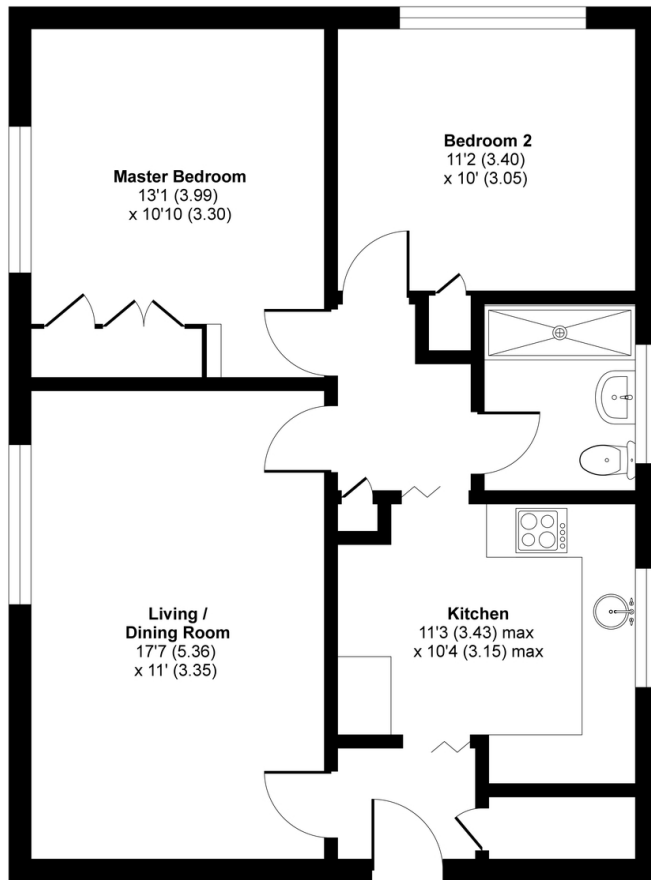 Master Bedroom
13'1 (3.99)
x 10'10 (3.30)
Bedroom 2
11'2 (3.40)
x 10' (3.05)
Living /
Dining Room
17'7 (5.36)
x 11' (3.35)
Kitchen
11'3 (3.43) max
x 10'4 (3.15) max